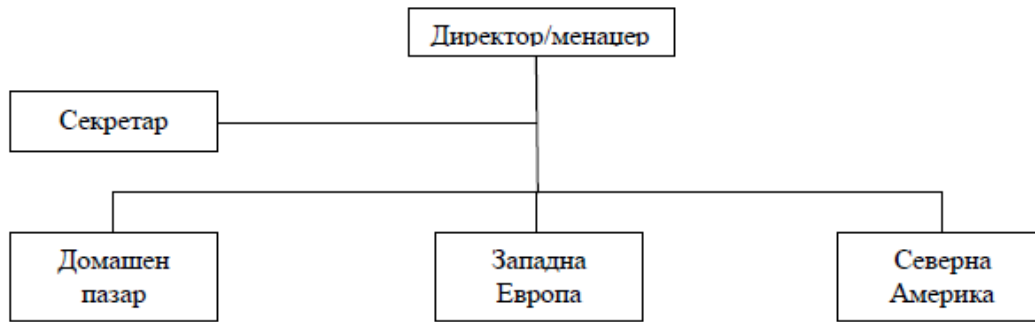 Директор/менаџер
Секретар
Домашен
пазар
Западна
Европа
Северна
Америка